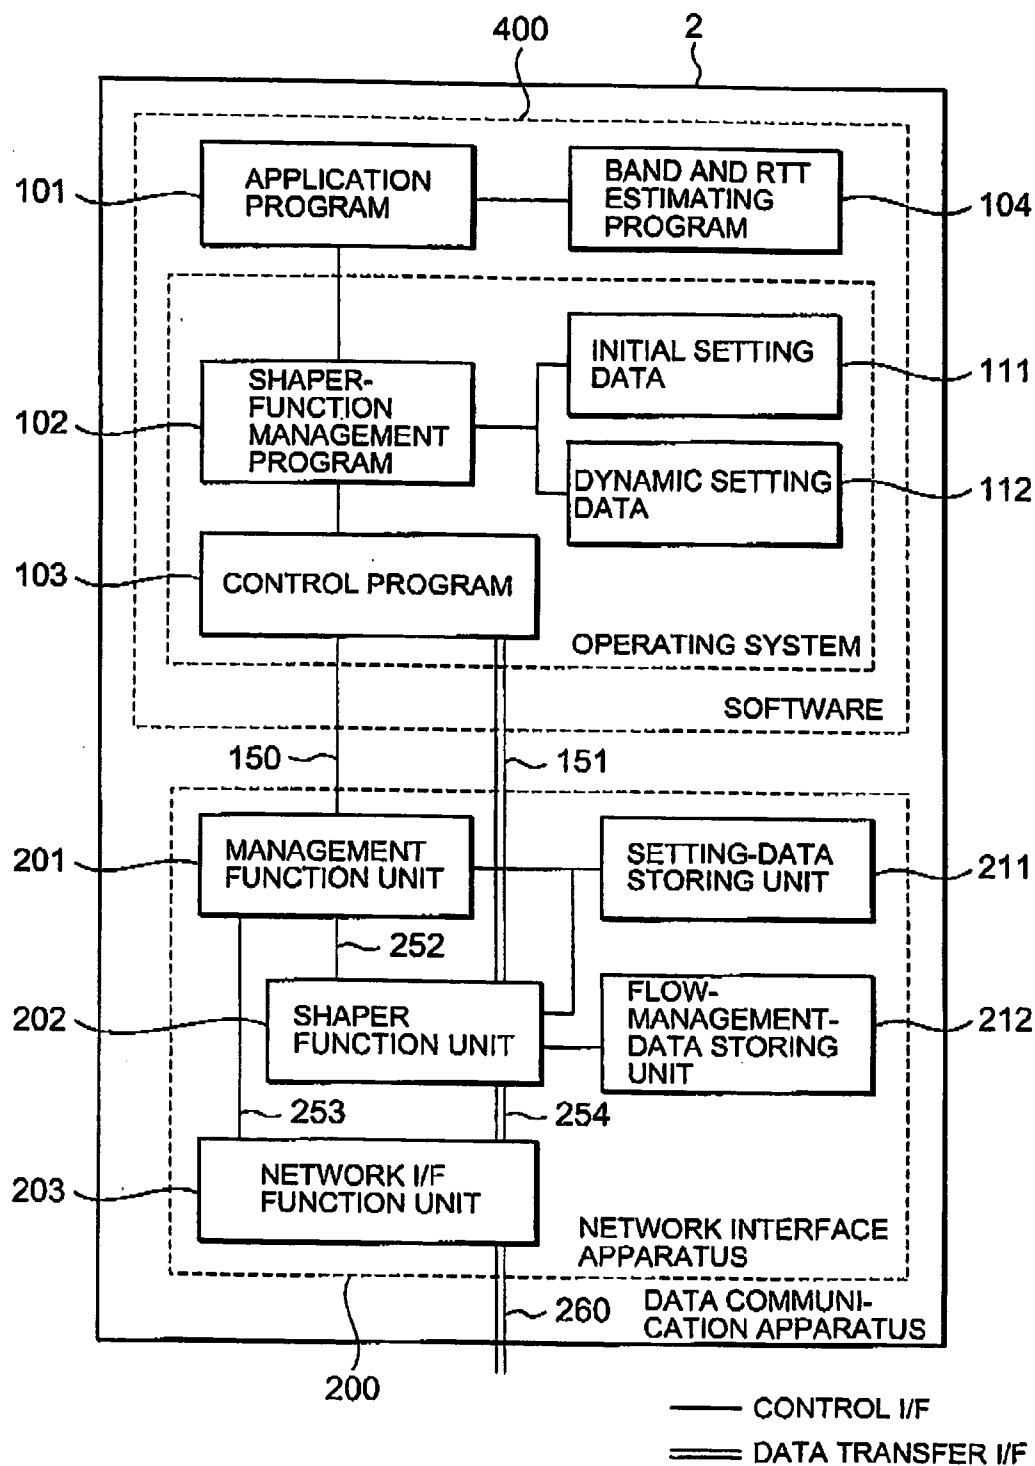 400
2
101
APPLICATION
PROGRAM
BAND AND RTT
ESTIMATING
PROGRAM
104
INITIAL SETTING
DATA
111
102
SHAPER-
FUNCTION
MANAGEMENT
PROGRAM
DYNAMIC SETTING
DATA
112
103
CONTROL PROGRAM
OPERATING SYSTEM
SOFTWARE
150
151
201
MANAGEMENT
FUNCTION UNIT
SETTING-DATA
STORING UNIT
211
252
202
SHAPER
FUNCTION UNIT
FLOW-
MANAGEMENT-
DATA STORING
UNIT
212
253
254
203
NETWORK I/F
FUNCTION UNIT
NETWORK INTERFACE
APPARATUS
260
DATA COMMUNI-
CATION APPARATUS
200
CONTROL I/F
DATA TRANSFER I/F